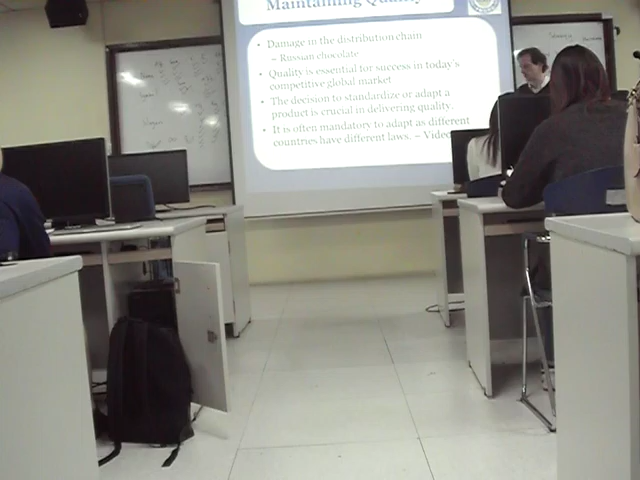 Maintaining Quality
• Damage in the distribution chain
– Russian chocolate
• Quality is essential for success in today's
competitive global market
• The decision to standardize or adapt a
product is crucial in delivering quality.
• It is often mandatory to adapt as different
countries have different laws. – Video